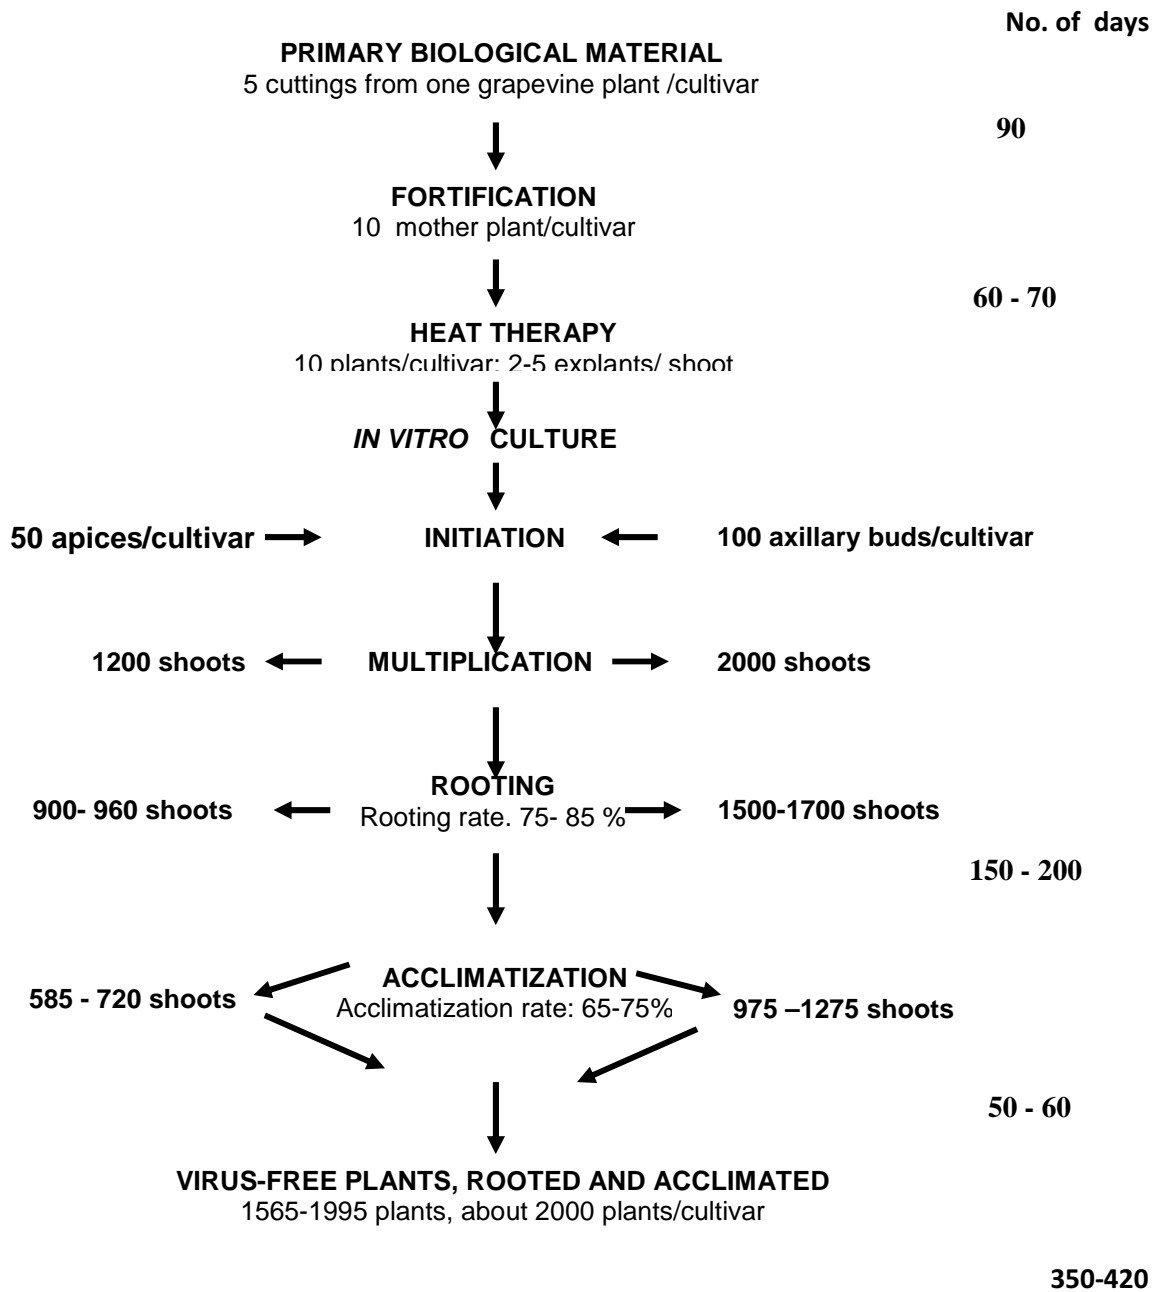 No. of days
PRIMARY BIOLOGICAL MATERIAL
5 cuttings from one grapevine plant /cultivar
90
FORTIFICATION
10 mother plant/cultivar
60 - 70
HEAT THERAPY
10 plants/cultivar; 2-5 explants/ shoot
IN VITRO CULTURE
50 apices/cultivar INITIATION 100 axillary buds/cultivar
1200 shoots MULTIPLICATION 2000 shoots
ROOTING
900- 960 shoots Rooting rate. 75- 85 % 1500-1700 shoots
150 - 200
ACCLIMATIZATION
585 - 720 shoots Acclimatization rate: 65-75% 975 –1275 shoots
50 - 60
VIRUS-FREE PLANTS, ROOTED AND ACCLIMATED
1565-1995 plants, about 2000 plants/cultivar
350-420